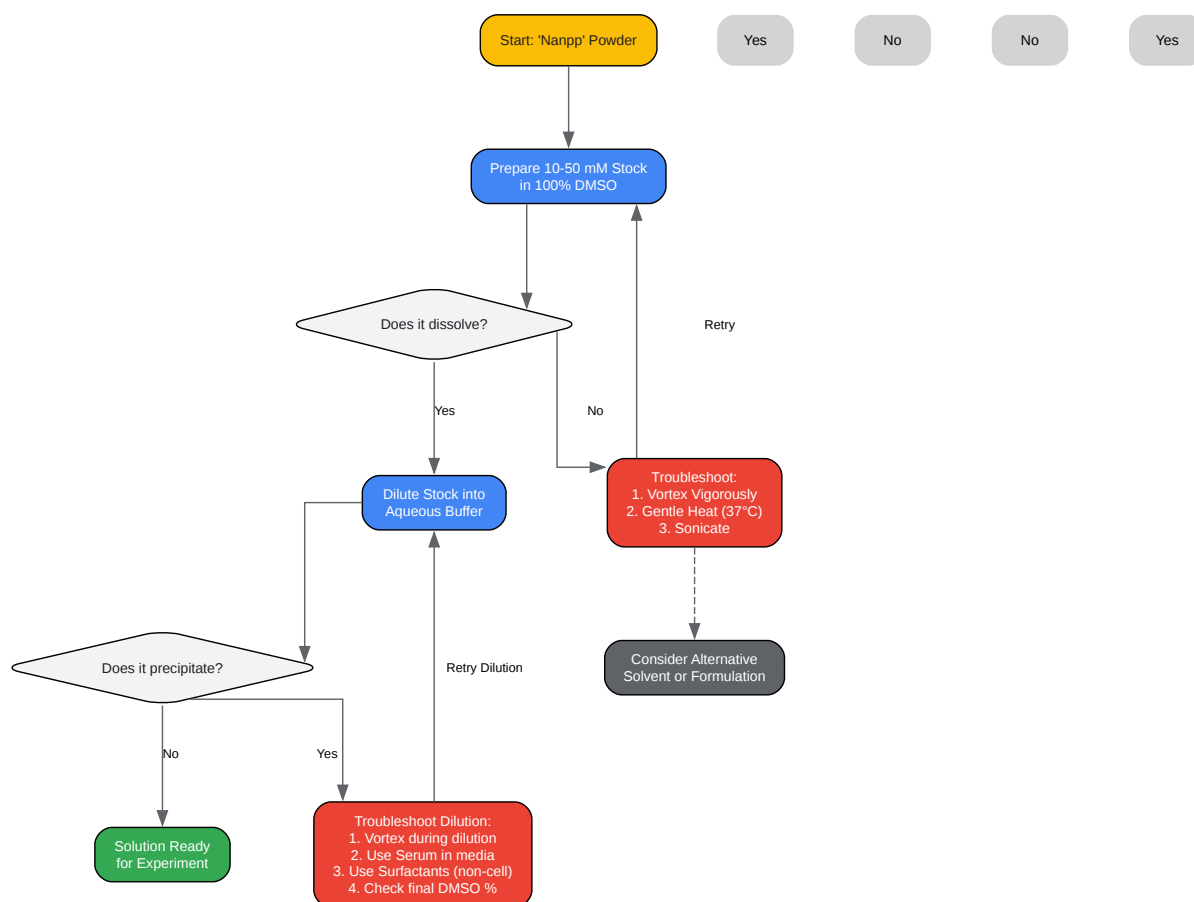 Start: 'Nanpp' Powder
Yes
No
No
Yes
Prepare 10-50 mM Stock
in 100% DMSO
Does it dissolve?
Retry
Yes
No
Dilute Stock into
Aqueous Buffer
Troubleshoot:
1. Vortex Vigorously
2. Gentle Heat (37°C)
3. Sonicate
Does it precipitate?
Retry Dilution
Consider Alternative
Solvent or Formulation
No
Yes
Solution Ready
for Experiment
Troubleshoot Dilution:
1. Vortex during dilution
2. Use Serum in media
3. Use Surfactants (non-cell)
4. Check final DMSO %